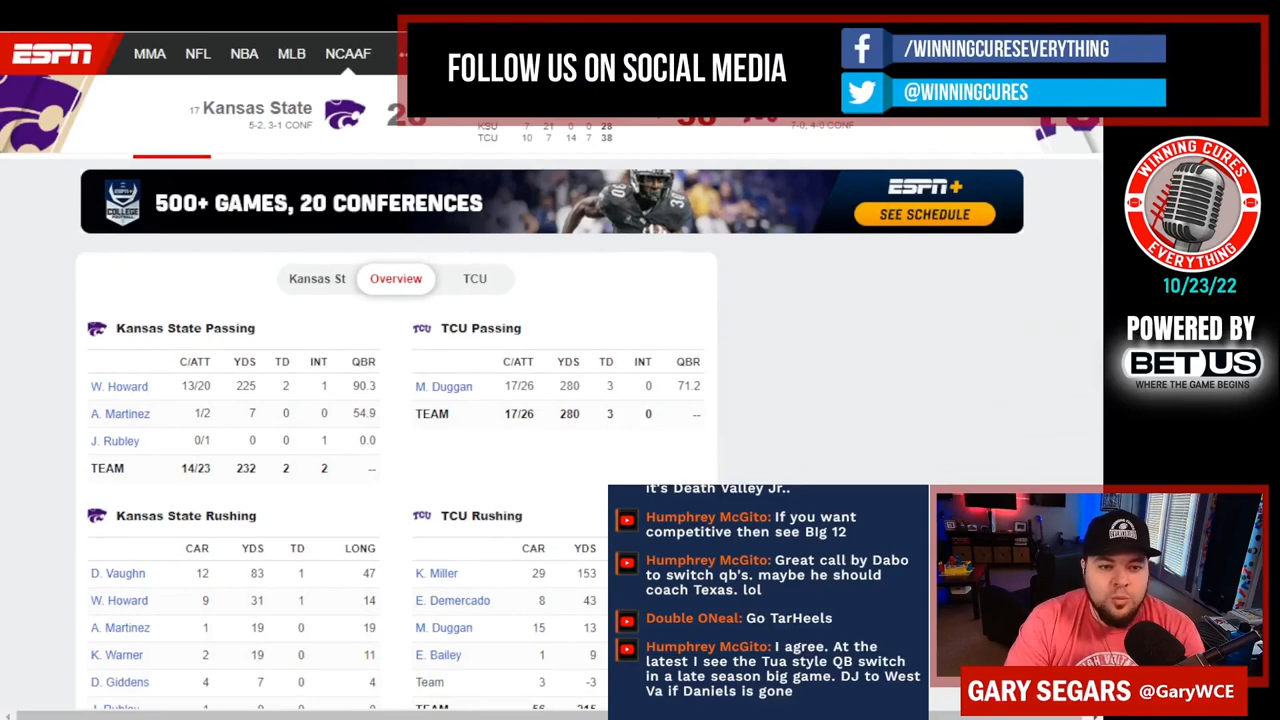 FOLLOW US ON SOCIAL MEDIA
/WINNINGCURESEVERYTHING
@WINNINGCURES
ESPN MMA NFL NBA MLB NCAAF
17 Kansas State
5-2, 3-1 CONF
KSU 7 21 0 0 28
TCU 10 7 14 7 38
7-0, 4-0 CONF
500+ GAMES, 20 CONFERENCES
ESPN+
SEE SCHEDULE
Kansas St Overview TCU
Kansas State Passing
C/ATT YDS TD INT QBR
W. Howard 13/20 225 2 1 90.3
A. Martinez 1/2 7 0 0 54.9
J. Rubley 0/1 0 0 1 0.0
TEAM 14/23 232 2 2 --
TCU Passing
C/ATT YDS TD INT QBR
M. Duggan 17/26 280 3 0 71.2
TEAM 17/26 280 3 0 --
Kansas State Rushing
CAR YDS TD LONG
D. Vaughn 12 83 1 47
W. Howard 9 31 1 14
A. Martinez 1 19 0 19
K. Warner 2 19 0 11
D. Giddens 4 7 0 4
TCU Rushing
CAR YDS
K. Miller 29 153
E. Demercado 8 43
M. Duggan 15 13
E. Bailey 1 9
Team 3 -3
it's Death Valley Jr..
Humphrey McGito: If you want
competitive then see BIg 12
Humphrey McGito: Great call by Dabo
to switch qb's. maybe he should
coach Texas. lol
Double ONeal: Go TarHeels
Humphrey McGito: I agree. At the
latest I see the Tua style QB switch
in a late season big game. DJ to West
Va if Daniels is gone
WINNING CURES
EVERYTHING
10/23/22
POWERED BY
BETUS
WHERE THE GAME BEGINS
GARY SEGARS @GaryWCE